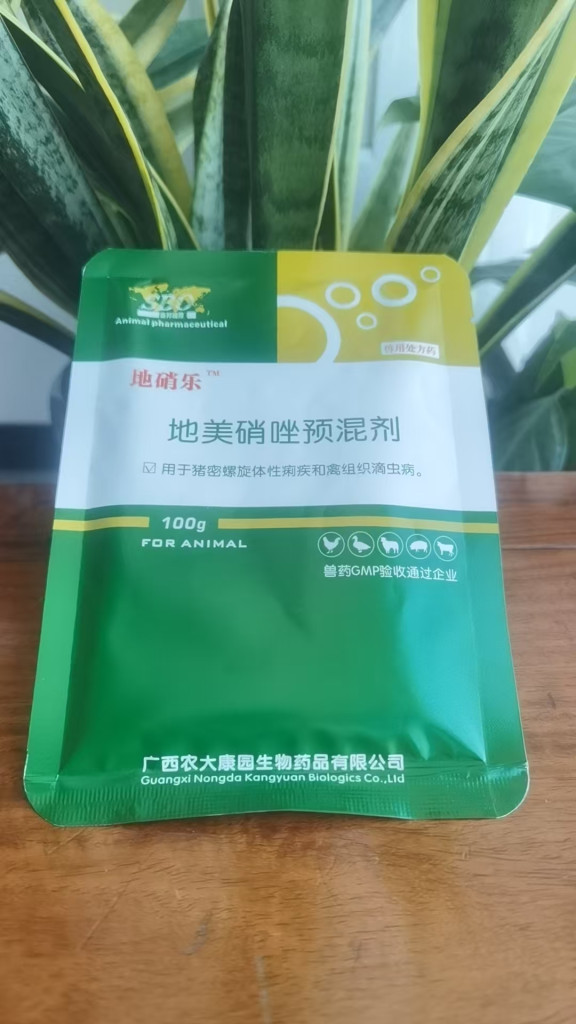 SBC
Animal pharmaceutical
兽用处方药
地硝乐™
地美硝唑预混剂
☑ 用于猪密螺旋体性痢疾和禽组织滴虫病。
100g
FOR ANIMAL
兽药GMP验收通过企业
广西农大康园生物药品有限公司
Guangxi Nongda Kangyuan Biologics Co.,Ltd